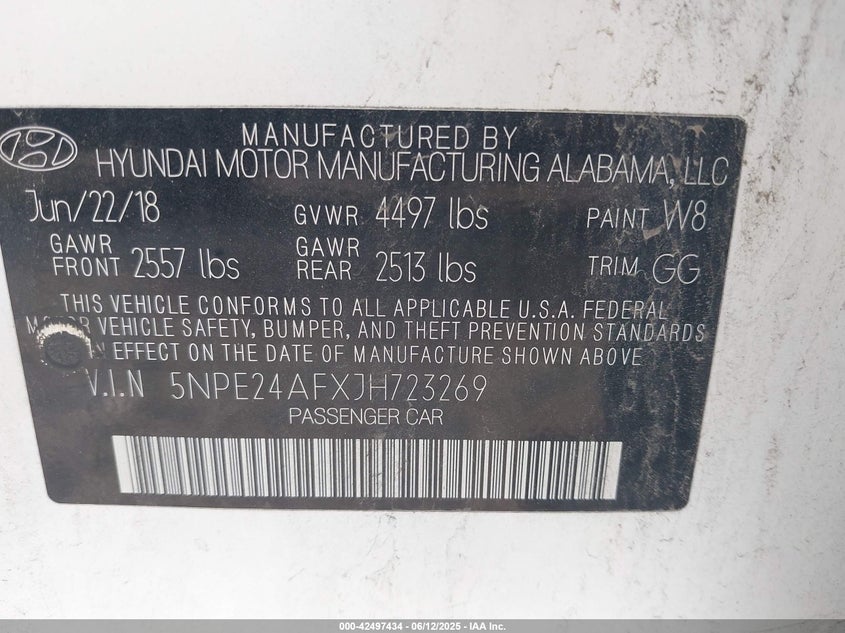 MANUFACTURED BY
HYUNDAI MOTOR MANUFACTURING ALABAMA, LLC
Jun/22/18 GVWR 4497 lbs PAINT W8
GAWR FRONT 2557 lbs GAWR REAR 2513 lbs TRIM GG
THIS VEHICLE CONFORMS TO ALL APPLICABLE U.S.A. FEDERAL
VEHICLE SAFETY, BUMPER, AND THEFT PREVENTION STANDARDS
EFFECT ON THE DATE OF MANUFACTURE SHOWN ABOVE
V.I.N 5NPE24AFXJH723269
PASSENGER CAR
000-42497434 - 06/12/2025 - IAA Inc.